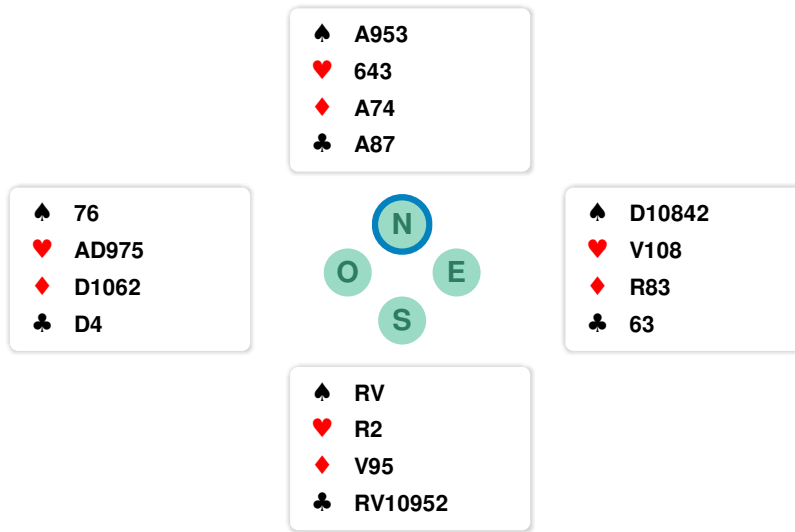 ♠ A953
♥ 643
♦ A74
♣ A87
♠ 76
♥ AD975
♦ D1062
♣ D4
N
O
E
S
♠ D10842
♥ V108
♦ R83
♣ 63
♠ RV
♥ R2
♦ V95
♣ RV10952